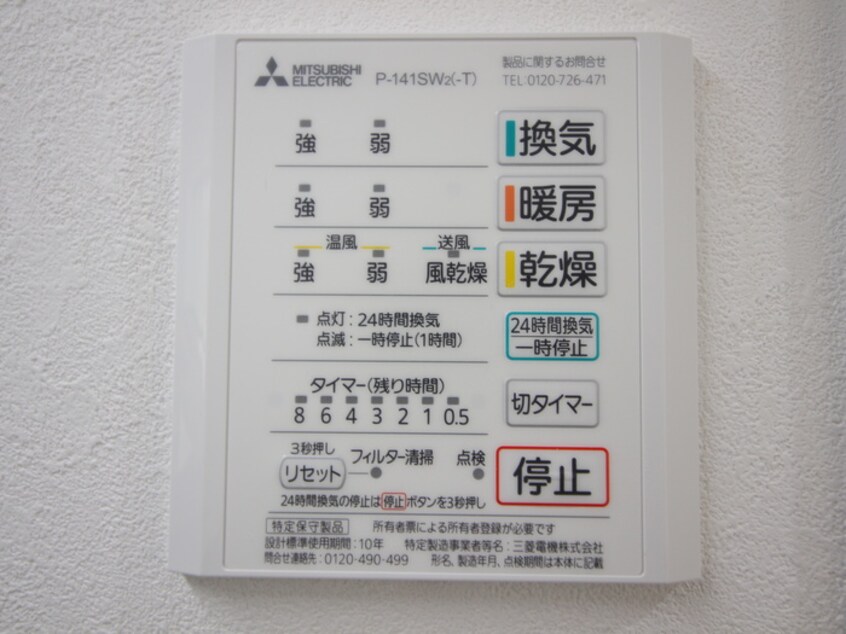 MITSUBISHI ELECTRIC P-141SW2(-T)
製品に関するお問合せ
TEL 0120-726-471
強 弱 換気
強 弱 暖房
温風 送風
強 弱 風乾燥 乾燥
点灯:24時間換気
点滅:一時停止(1時間)
24時間換気
一時停止
タイマー(残り時間)
8 6 4 3 2 1 0.5
切タイマー
3秒押し
リセット フィルター清掃 点検
停止
24時間換気の停止は停止ボタンを3秒押し
特定保守製品 所有者票による所有者登録が必要です
設計標準使用期間:10年 特定製造事業者等名:三菱電機株式会社
問合せ連絡先:0120-490-499 形名、製造年月、点検期間は本体に記載